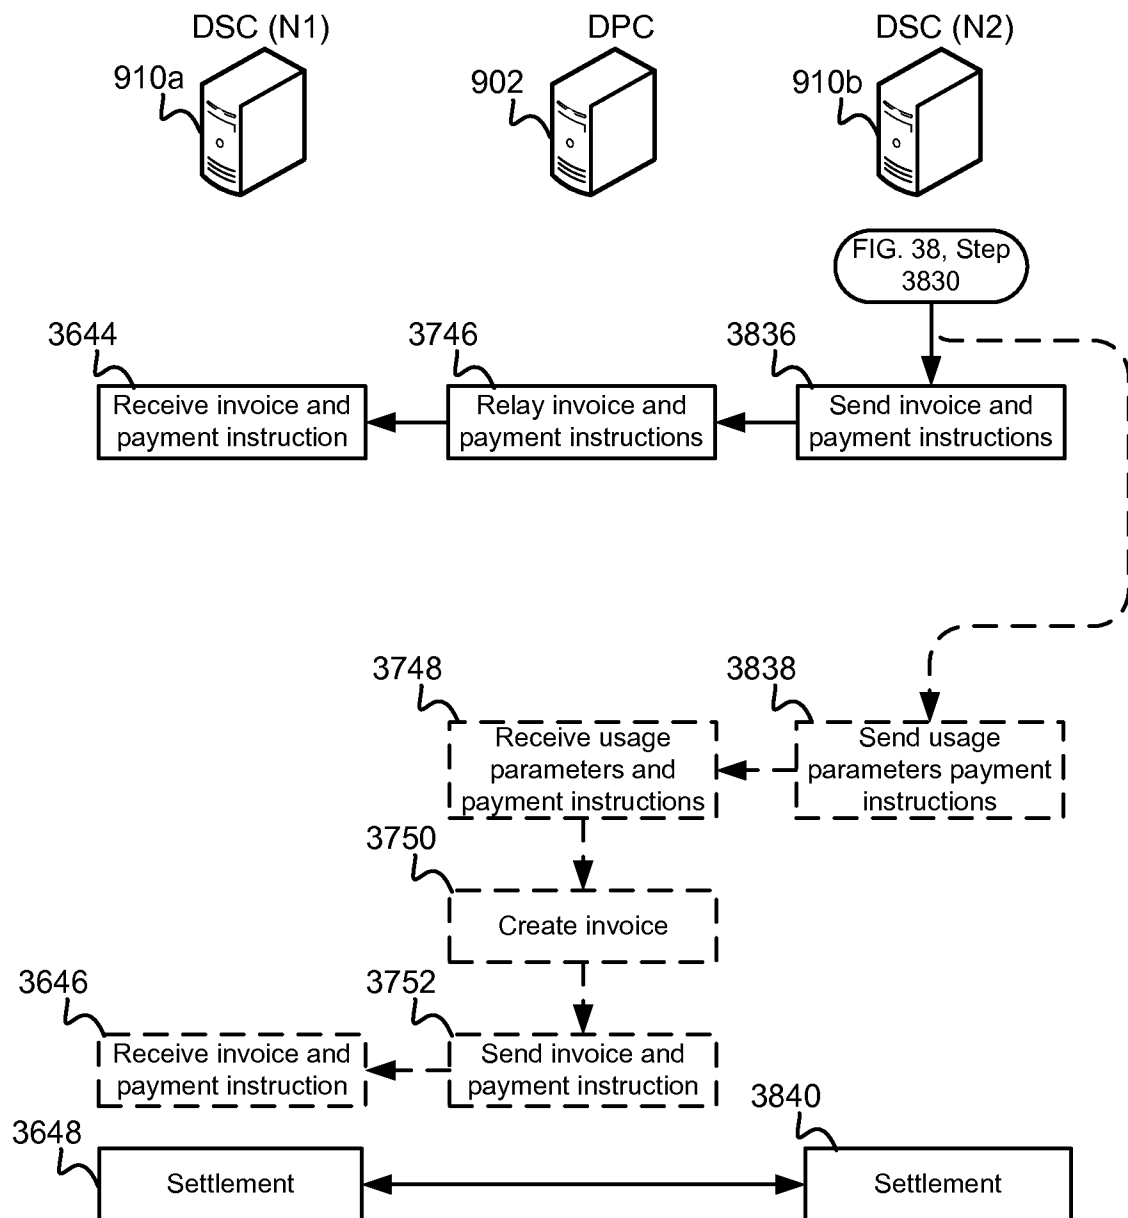 DSC (N1)
DPC
DSC (N2)
910a
902
910b
FIG. 38, Step
3830
3644
3746
3836
Receive invoice and
payment instruction
Relay invoice and
payment instructions
Send invoice and
payment instructions
3748
3838
Receive usage
parameters and
payment instructions
Send usage
parameters payment
instructions
3750
Create invoice
3646
3752
Receive invoice and
payment instruction
Send invoice and
payment instruction
3648
3840
Settlement
Settlement